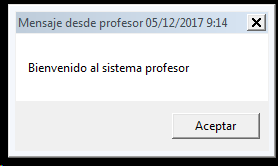 Mensaje desde profesor 05/12/2017 9:14
Bienvenido al sistema profesor
Aceptar